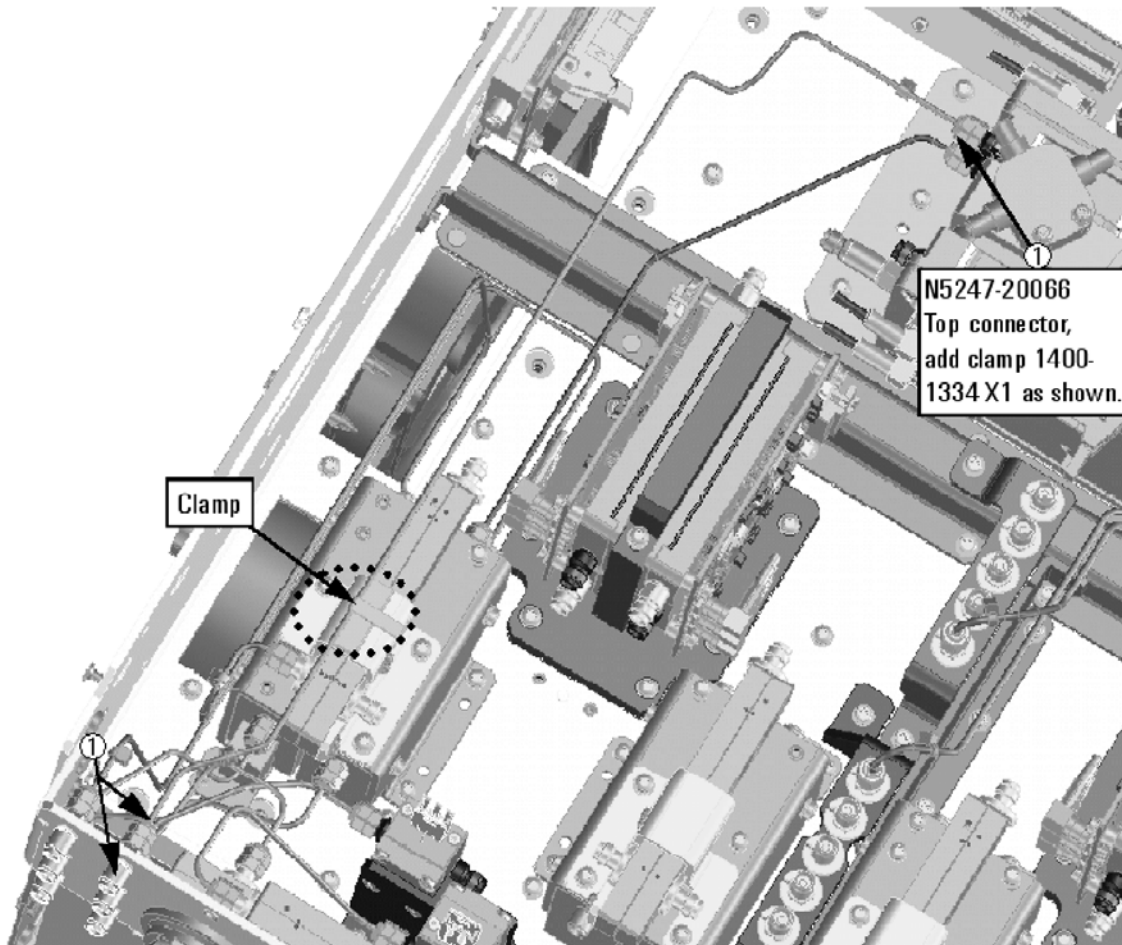 ①
N5247-20066
Top connector,
add clamp 1400-
1334 X1 as shown.
Clamp
①